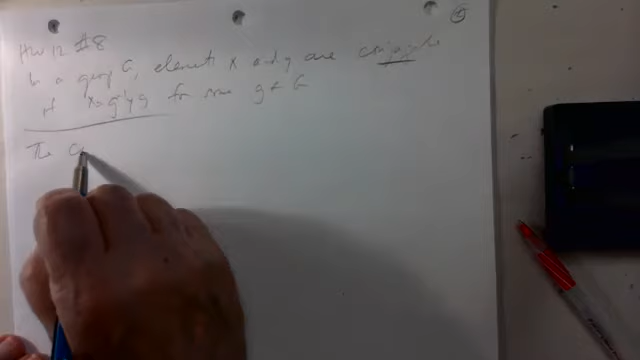 HW 12 #8
In a group G, elements x and y are conjugate
if x=g⁻¹yg for some g ∈ G
The c